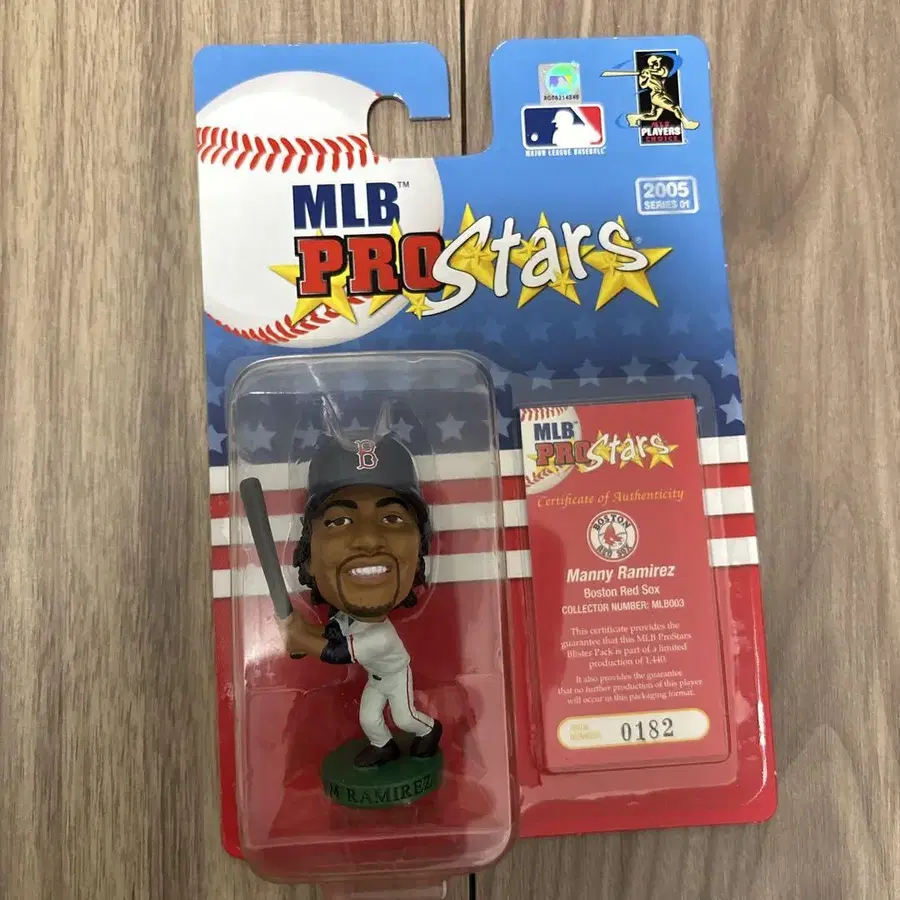 MAJOR LEAGUE BASEBALL
MLB
PLAYERS
CHOICE
2005
SERIES 01
MLB™
PROStars®
B
MLB™
PROStars
Certificate of Authenticity
BOSTON
RED SOX
Manny Ramirez
Boston Red Sox
COLLECTOR NUMBER: MLB003
This certificate provides the
guarantee that this MLB ProStars
Blister Pack is part of a limited
production of 1,440.
It also provides the guarantee
that no further production of this player
will occur in this packaging format.
NUMBER:
0182
M RAMIREZ